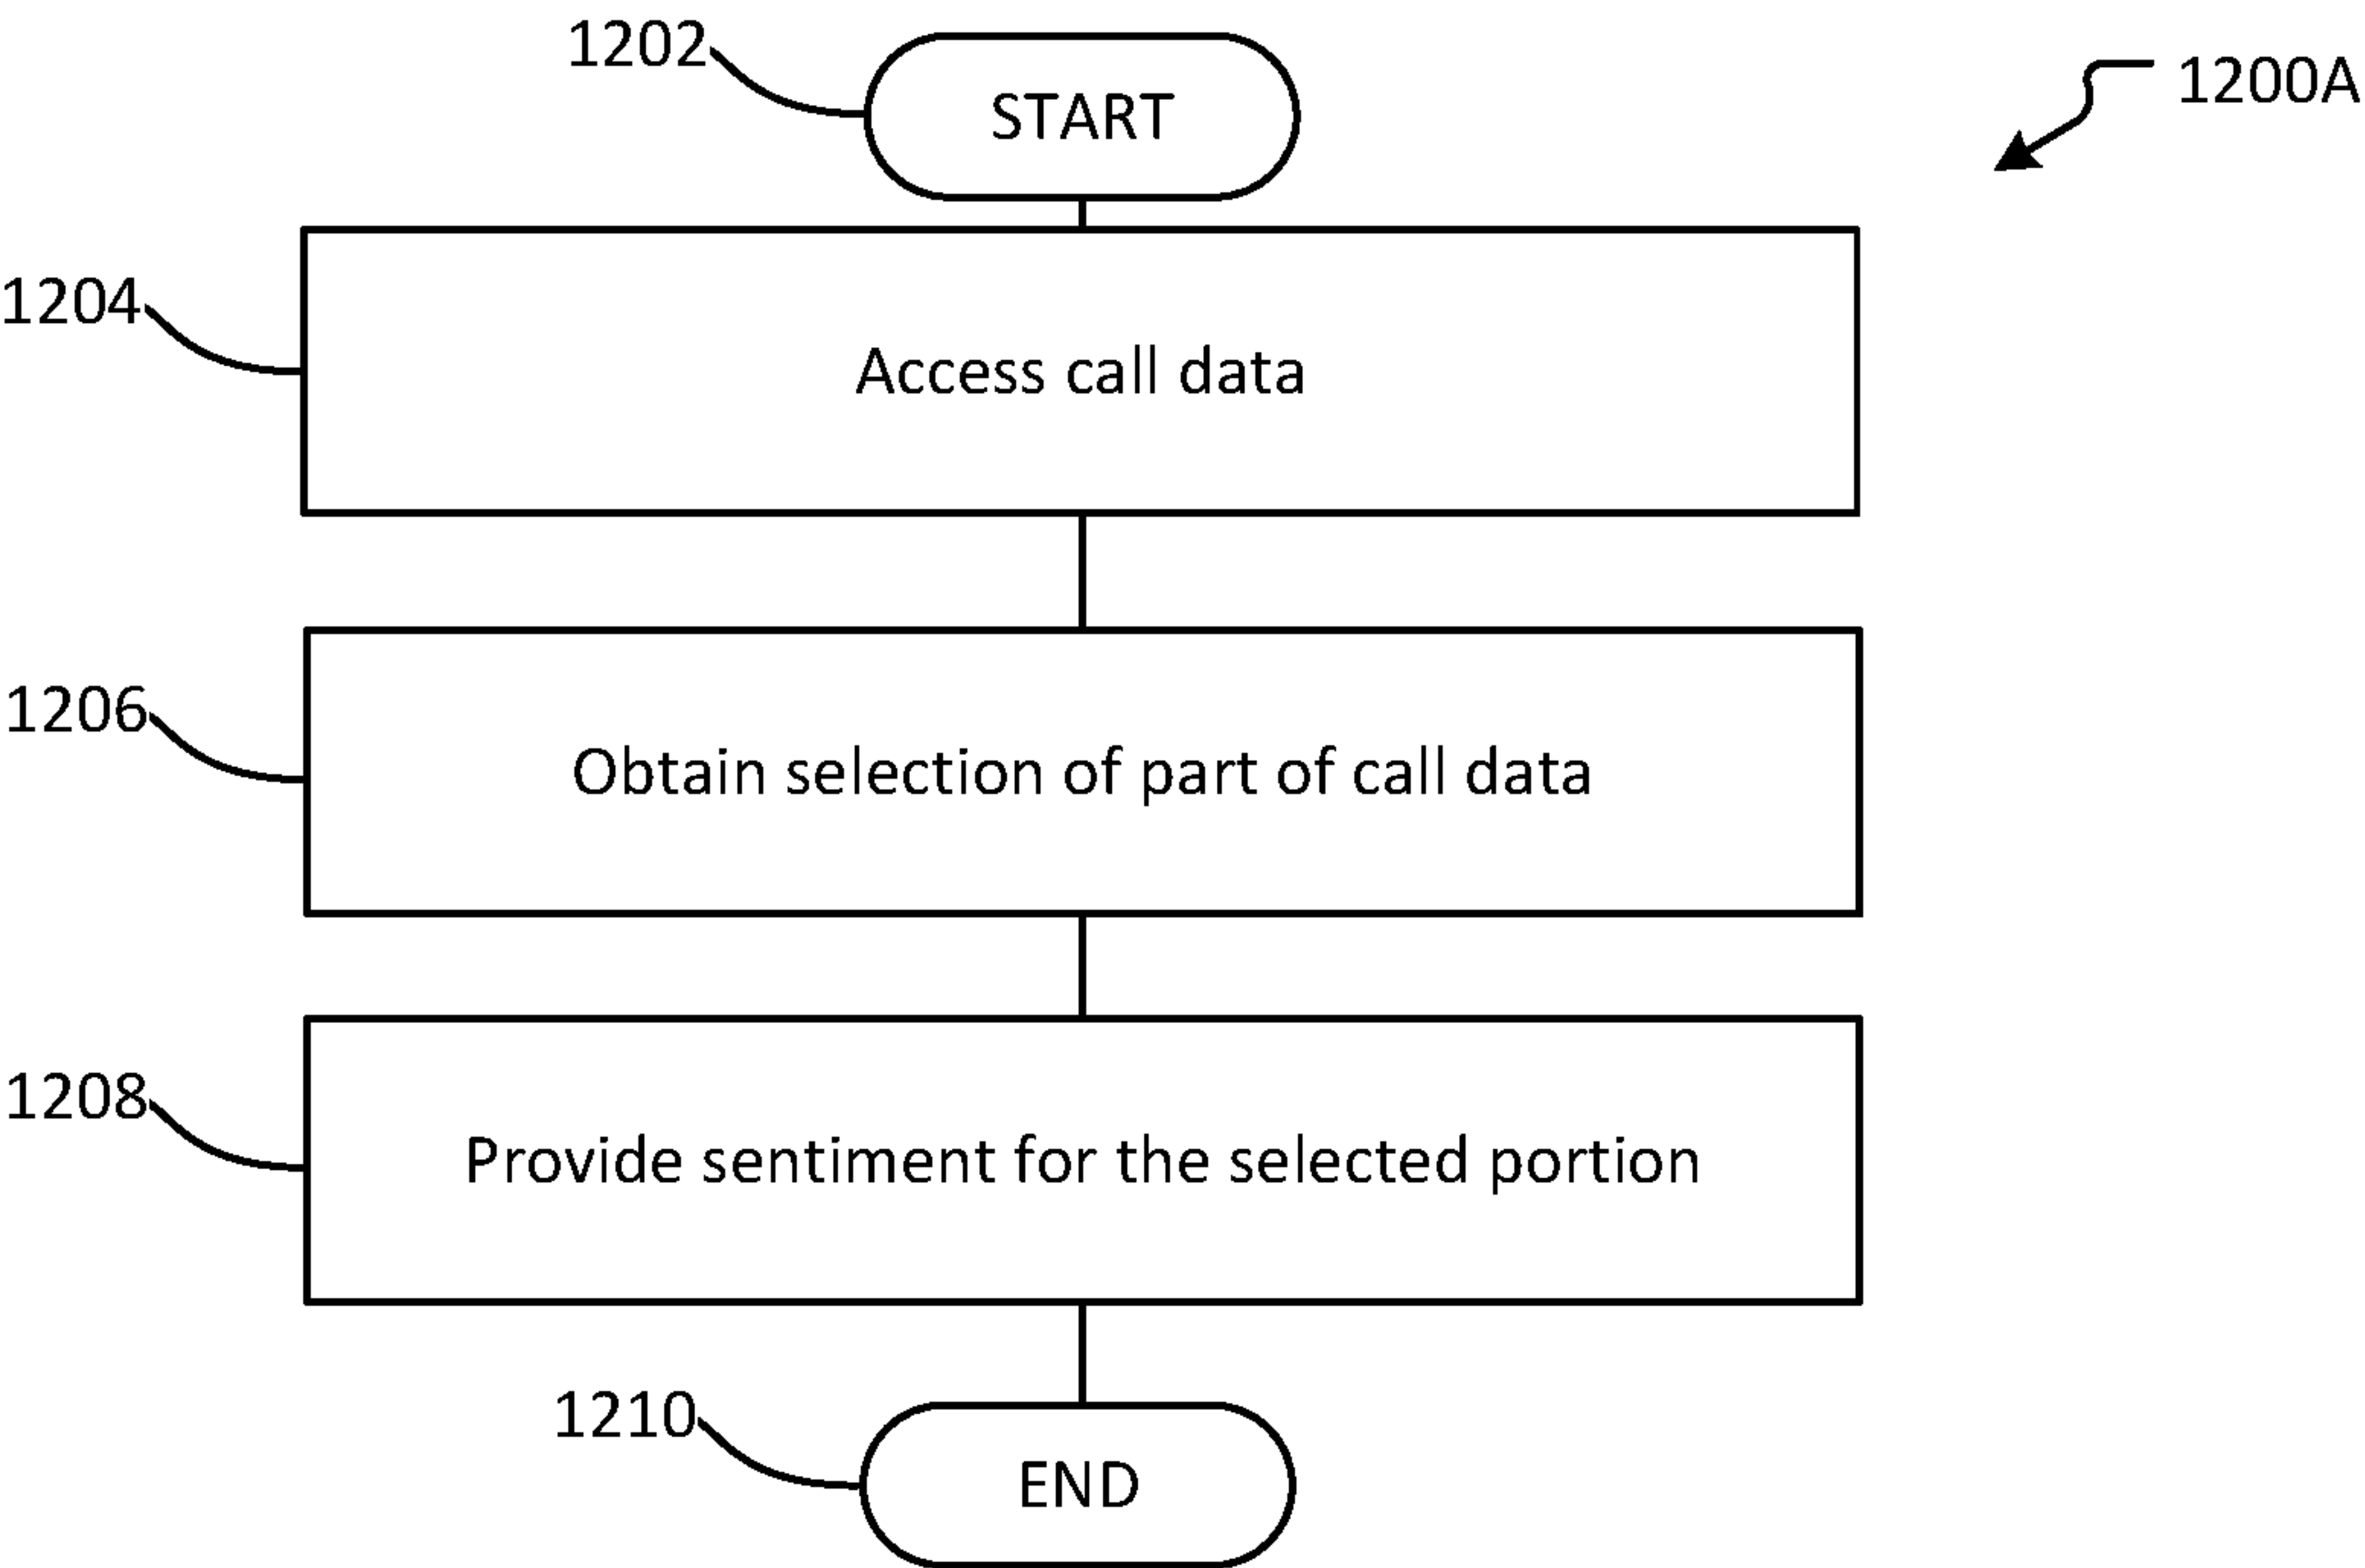 1202
START
1200A
1204
Access call data
1206
Obtain selection of part of call data
1208
Provide sentiment for the selected portion
1210
END